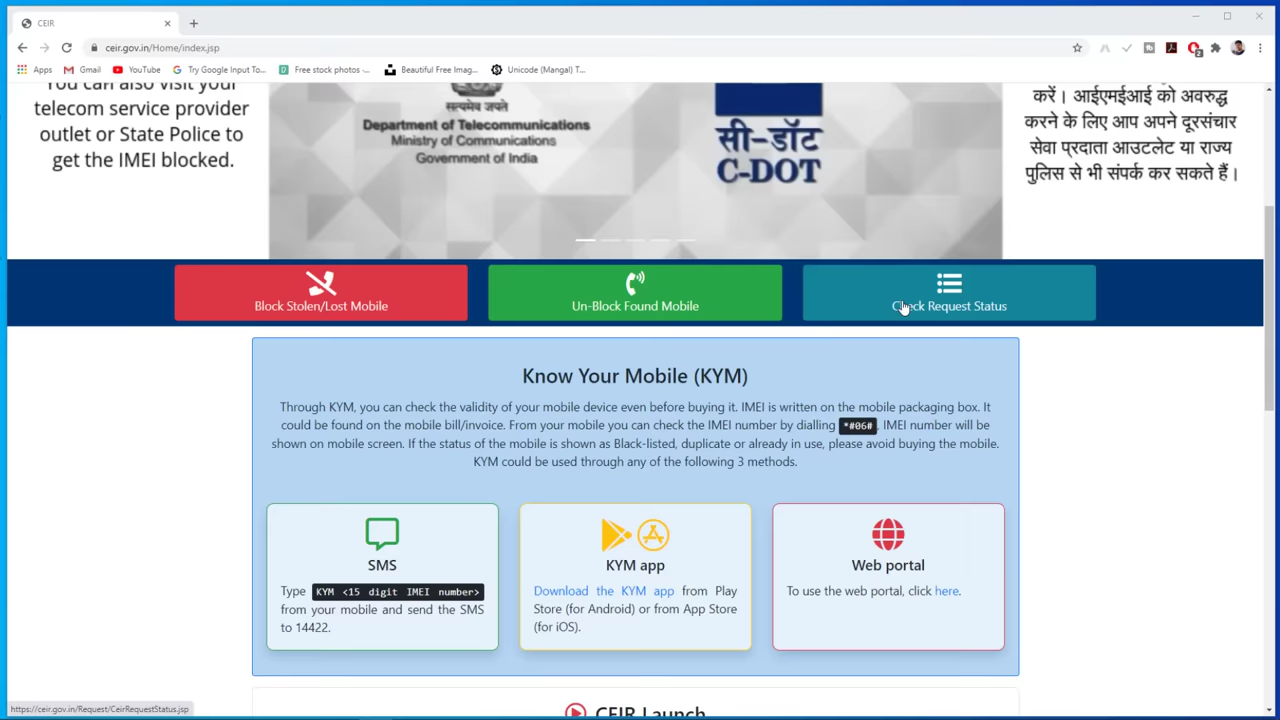 CEIR
ceir.gov.in/Home/index.jsp
Apps Gmail YouTube Try Google Input To... Free stock photos -... Beautiful Free Imag... Unicode (Mangal) T...
You can also visit your
telecom service provider
outlet or State Police to
get the IMEI blocked.
सत्यमेव जयते
Department of Telecommunications
Ministry of Communications
Government of India
सी-डॉट
C-DOT
करें। आईएमईआई को अवरुद्ध
करने के लिए आप अपने दूरसंचार
सेवा प्रदाता आउटलेट या राज्य
पुलिस से भी संपर्क कर सकते हैं।
Block Stolen/Lost Mobile
Un-Block Found Mobile
Check Request Status
Know Your Mobile (KYM)
Through KYM, you can check the validity of your mobile device even before buying it. IMEI is written on the mobile packaging box. It
could be found on the mobile bill/invoice. From your mobile you can check the IMEI number by dialling *#06#. IMEI number will be
shown on mobile screen. If the status of the mobile is shown as Black-listed, duplicate or already in use, please avoid buying the mobile.
KYM could be used through any of the following 3 methods.
SMS
Type KYM <15 digit IMEI number>
from your mobile and send the SMS
to 14422.
KYM app
Download the KYM app from Play
Store (for Android) or from App Store
(for iOS).
Web portal
To use the web portal, click here.
CEIR Launch
https://ceir.gov.in/Request/CeirRequestStatus.jsp